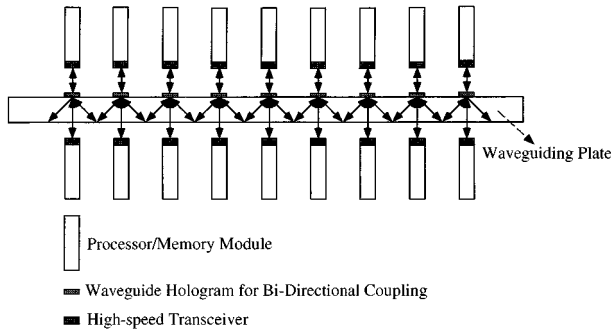 Waveguiding Plate
Processor/Memory Module
Waveguide Hologram for Bi-Directional Coupling
High-speed Transceiver